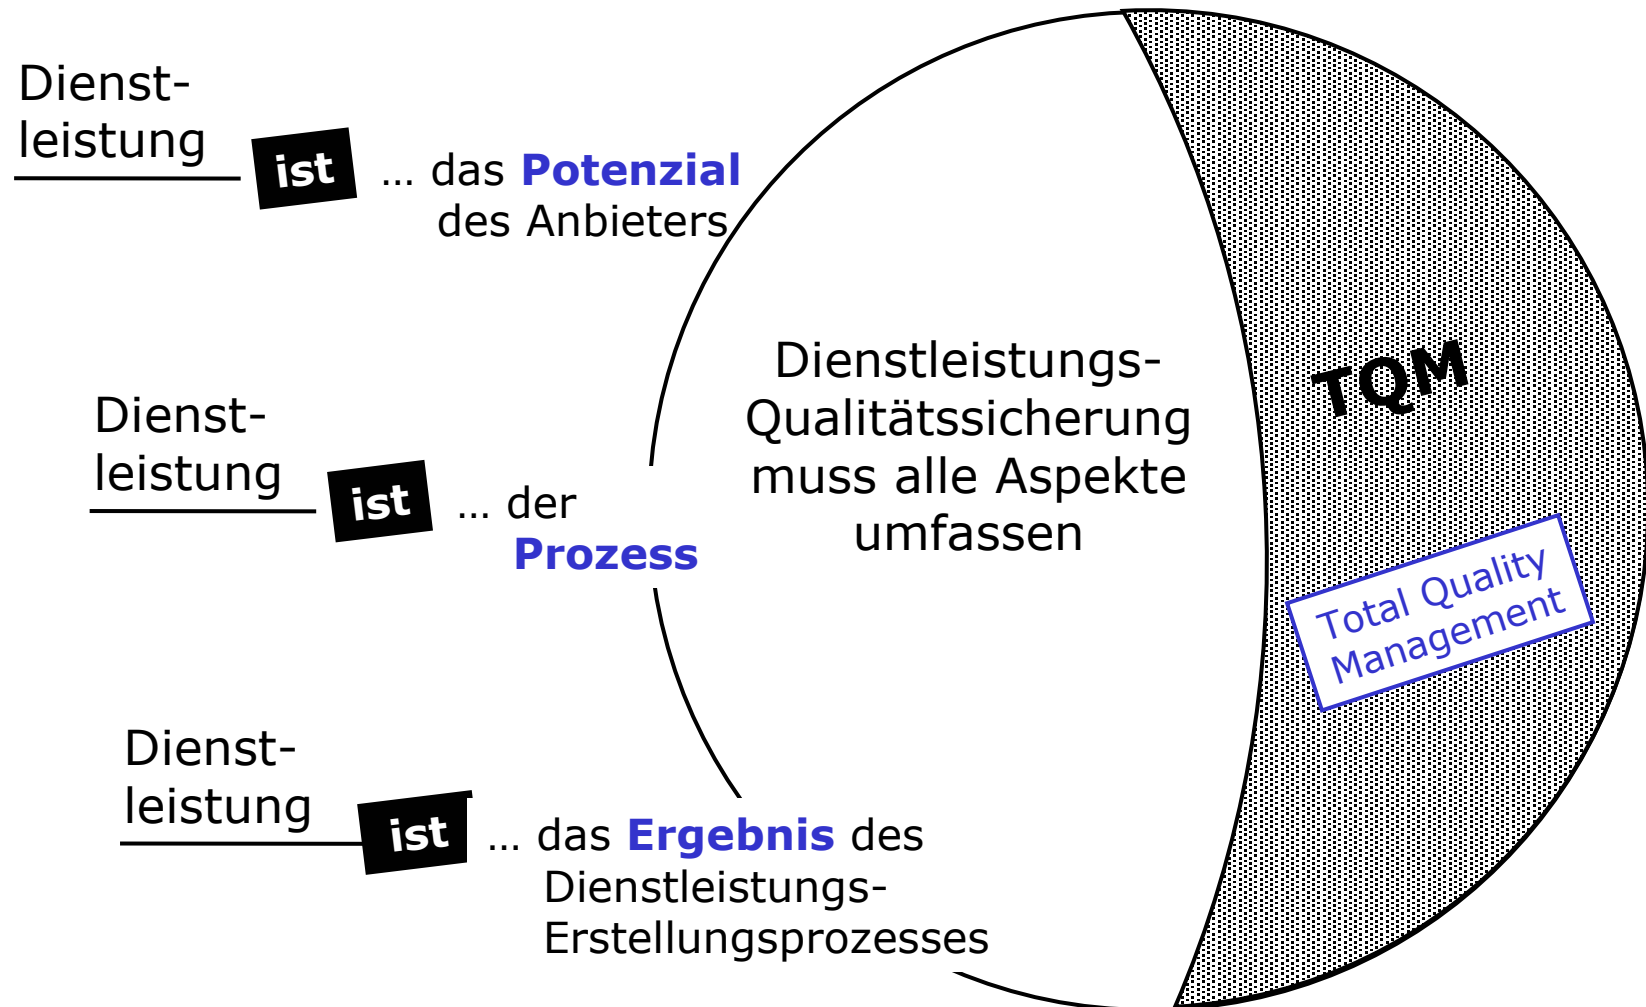 Dienst-
leistung
ist
... das Potenzial
des Anbieters
Dienst-
leistung
ist
... der
Prozess
Dienst-
leistung
ist
... das Ergebnis des
Dienstleistungs-
Erstellungsprozesses
Dienstleistungs-
Qualitätssicherung
muss alle Aspekte
umfassen
TQM
Total Quality
Management